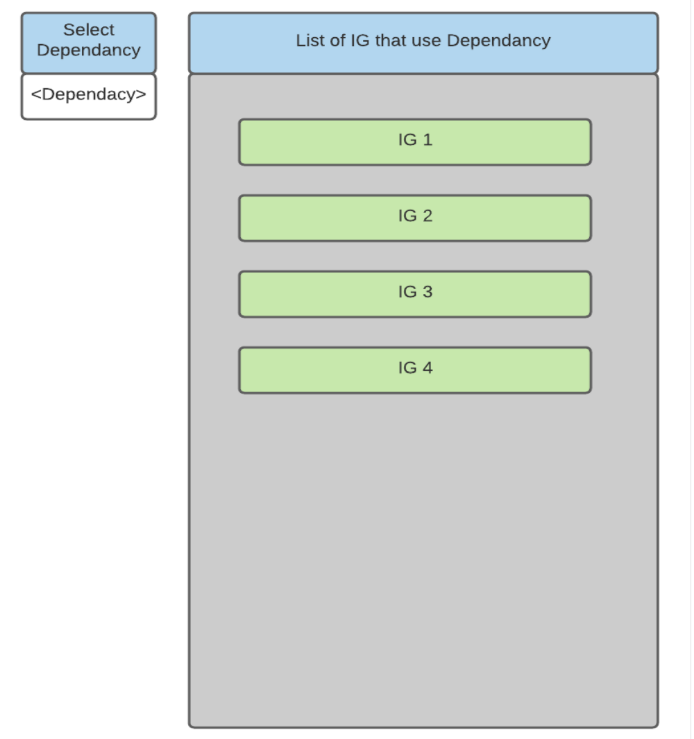 Select
Dependancy
<Dependacy>
List of IG that use Dependancy
IG 1
IG 2
IG 3
IG 4